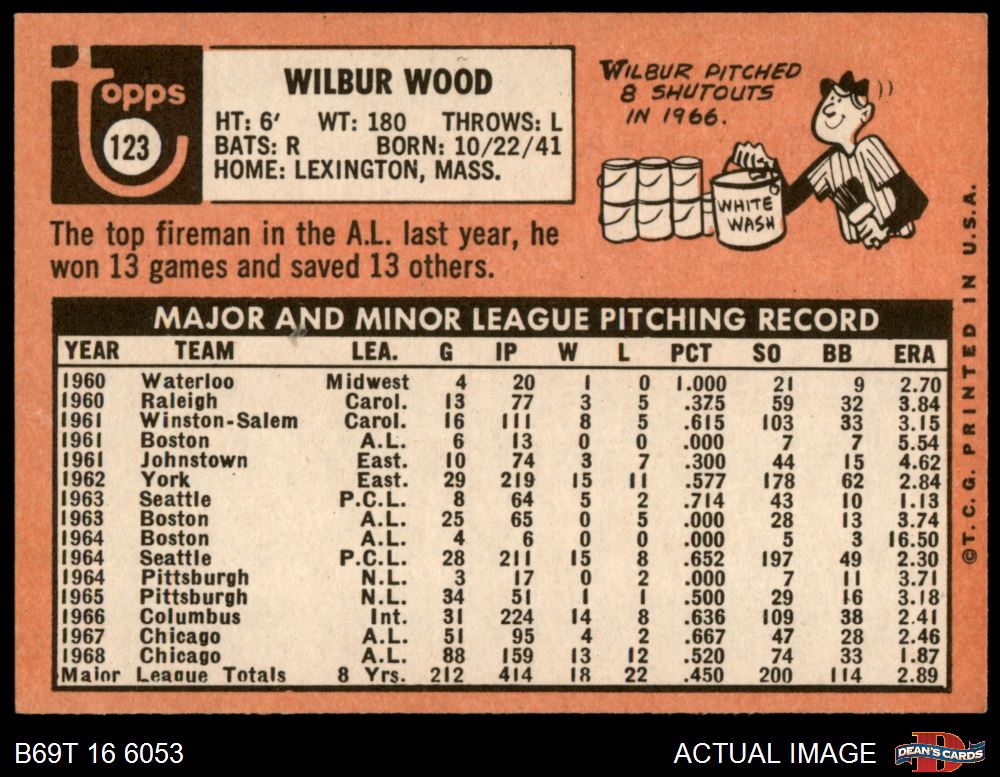 Topps
123
WILBUR WOOD
HT: 6' WT: 180 THROWS: L
BATS: R BORN: 10/22/41
HOME: LEXINGTON, MASS.
WILBUR PITCHED
8 SHUTOUTS
IN 1966.
WHITE
WASH
The top fireman in the A.L. last year, he
won 13 games and saved 13 others.
MAJOR AND MINOR LEAGUE PITCHING RECORD
YEAR TEAM LEA. G IP W L PCT SO BB ERA
1960 Waterloo Midwest 4 20 1 0 1.000 21 9 2.70
1960 Raleigh Carol. 13 77 3 5 .375 59 32 3.84
1961 Winston-Salem Carol. 16 111 8 5 .615 103 33 3.15
1961 Boston A.L. 6 13 0 0 .000 7 7 5.54
1961 Johnstown East. 10 74 3 7 .300 44 15 4.62
1962 York East. 29 219 15 11 .577 178 62 2.84
1963 Seattle P.C.L. 8 64 5 2 .714 43 10 1.13
1963 Boston A.L. 25 65 0 5 .000 28 13 3.74
1964 Boston A.L. 4 6 0 0 .000 5 3 16.50
1964 Seattle P.C.L. 28 211 15 8 .652 197 49 2.30
1964 Pittsburgh N.L. 3 17 0 2 .000 7 11 3.71
1965 Pittsburgh N.L. 34 51 1 1 .500 29 16 3.18
1966 Columbus Int. 31 224 14 8 .636 109 38 2.41
1967 Chicago A.L. 51 95 4 2 .667 47 28 2.46
1968 Chicago A.L. 88 159 13 12 .520 74 33 1.87
Major League Totals 8 Yrs. 212 414 18 22 .450 200 114 2.89
©T. C. G. PRINTED IN U.S.A.
B69T 16 6053
ACTUAL IMAGE
D
DEAN'S CARDS